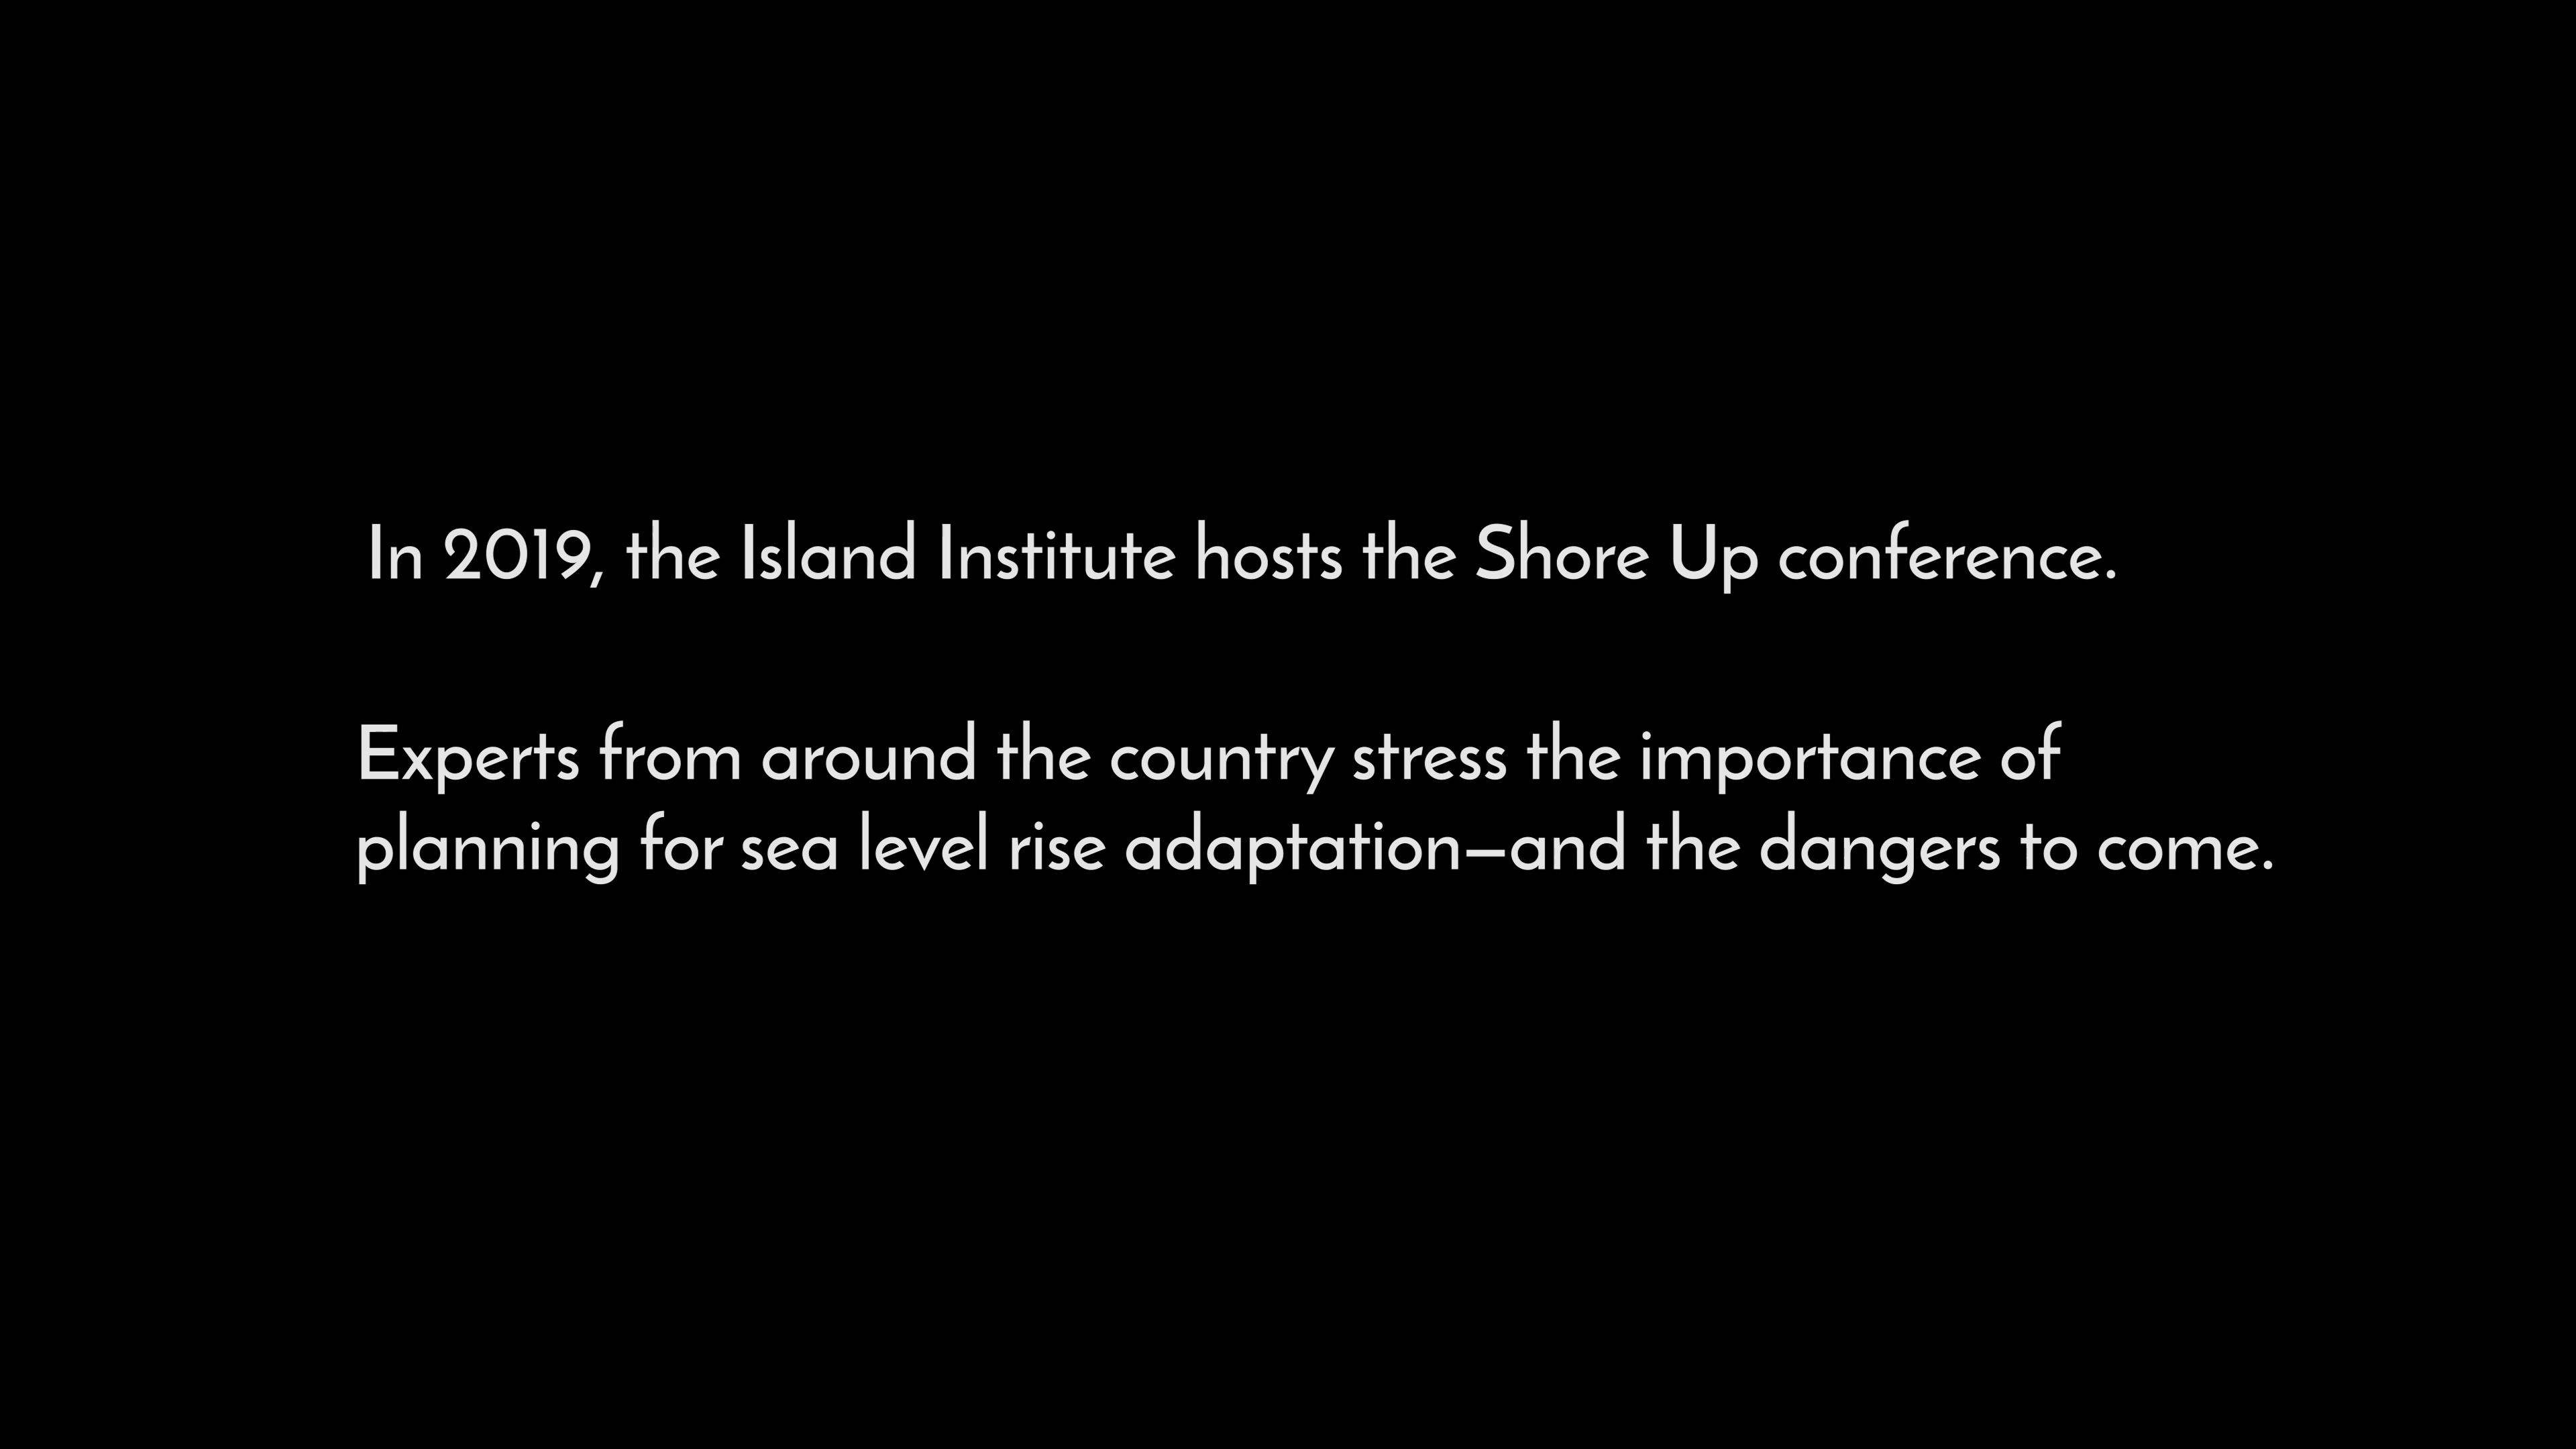 In 2019, the Island Institute hosts the Shore Up conference.
Experts from around the country stress the importance of
planning for sea level rise adaptation—and the dangers to come.